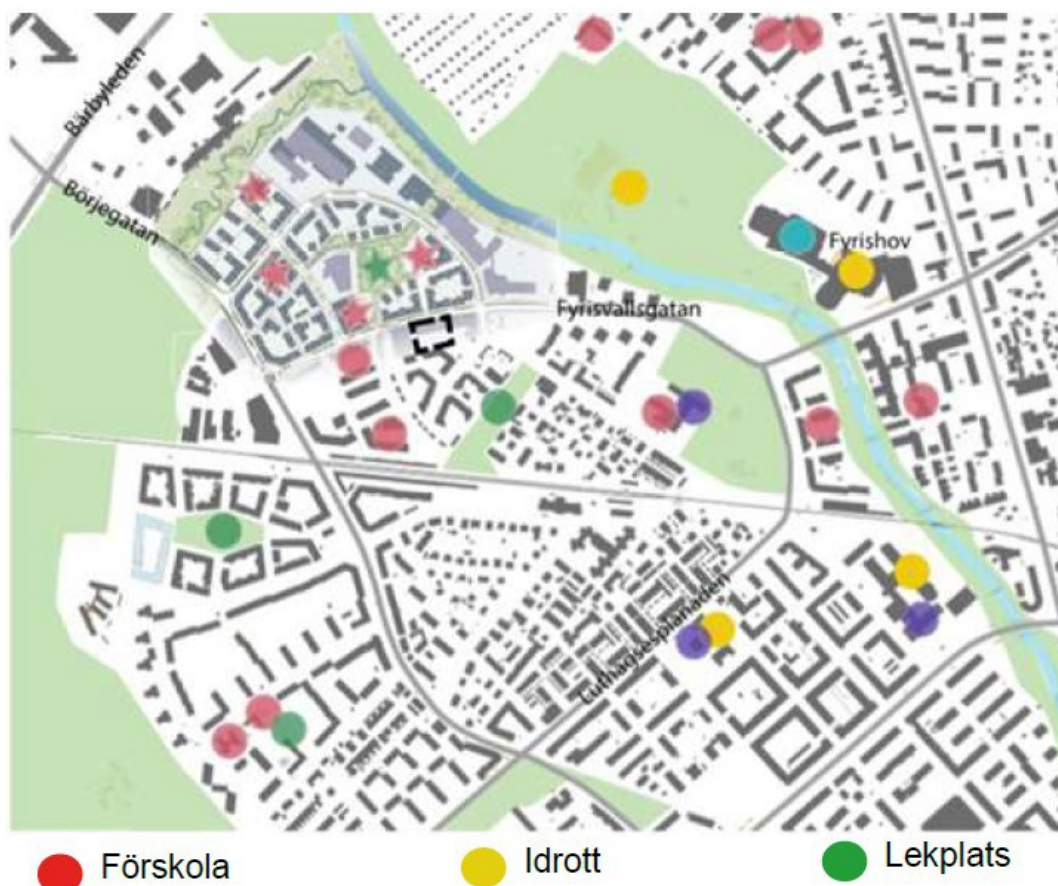 Bärbyleden
Börjegatan
Fyrishov
Fyrisvallsgatan
Luthagsesplanaden
Förskola
Idrott
Lekplats